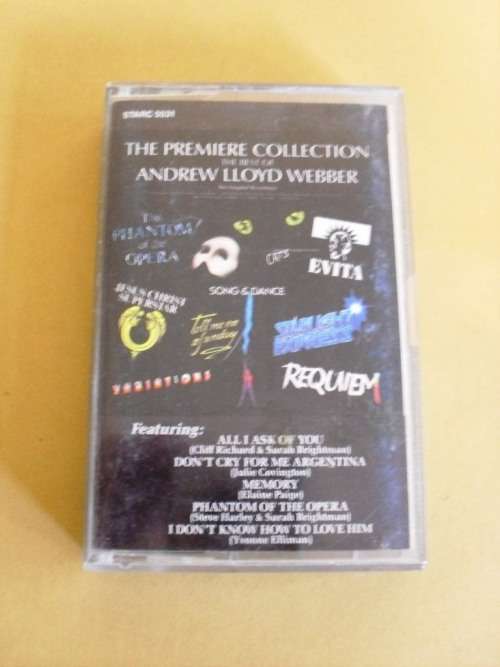 THE PREMIERE COLLECTION
THE BEST OF
ANDREW LLOYD WEBBER
The
PHANTOM
of the
OPERA
CATS
EVITA
SONG & DANCE
JESUS CHRIST
SUPERSTAR
Tell me on
a Sunday
STARLIGHT
EXPRESS
VARIATIONS
REQUIEM
Featuring:
ALL I ASK OF YOU
(Cliff Richard & Sarah Brightman)
DON'T CRY FOR ME ARGENTINA
(Julie Covington)
MEMORY
(Elaine Paige)
PHANTOM OF THE OPERA
(Steve Harley & Sarah Brightman)
I DON'T KNOW HOW TO LOVE HIM
(Yvonne Elliman)